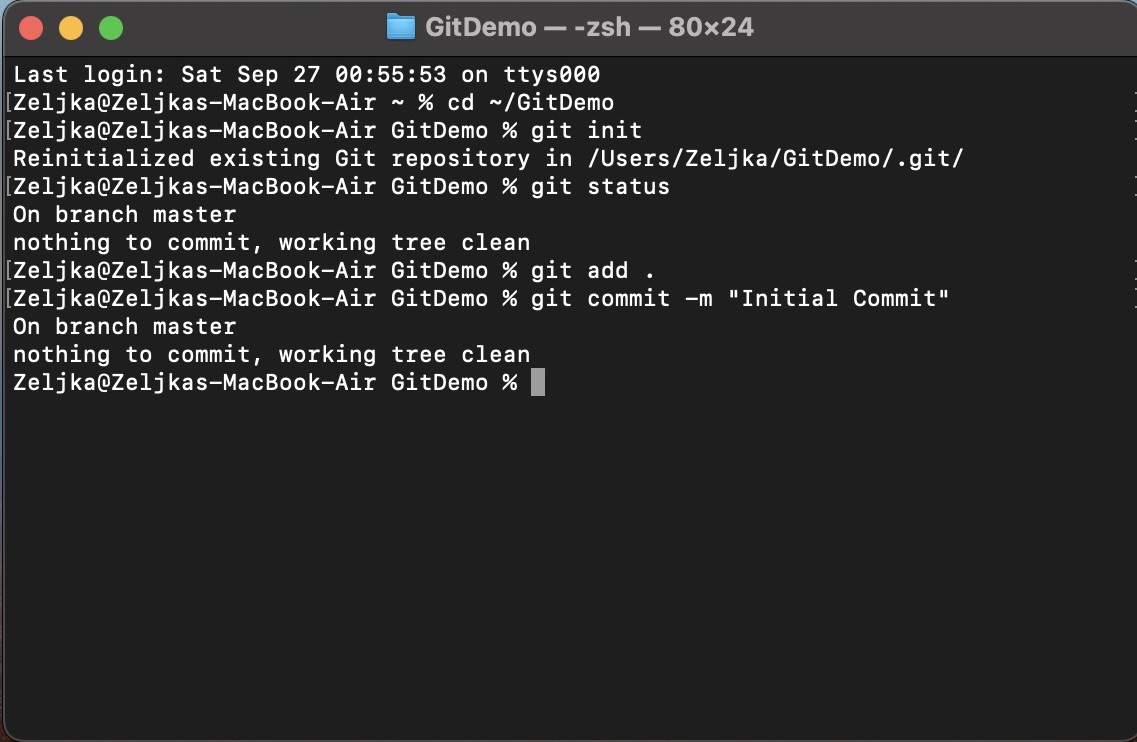 GitDemo — -zsh — 80×24
Last login: Sat Sep 27 00:55:53 on ttys000
[Zeljka@Zeljkas-MacBook-Air ~ % cd ~/GitDemo
[Zeljka@Zeljkas-MacBook-Air GitDemo % git init
Reinitialized existing Git repository in /Users/Zeljka/GitDemo/.git/
[Zeljka@Zeljkas-MacBook-Air GitDemo % git status
On branch master
nothing to commit, working tree clean
[Zeljka@Zeljkas-MacBook-Air GitDemo % git add .
[Zeljka@Zeljkas-MacBook-Air GitDemo % git commit -m "Initial Commit"
On branch master
nothing to commit, working tree clean
Zeljka@Zeljkas-MacBook-Air GitDemo %